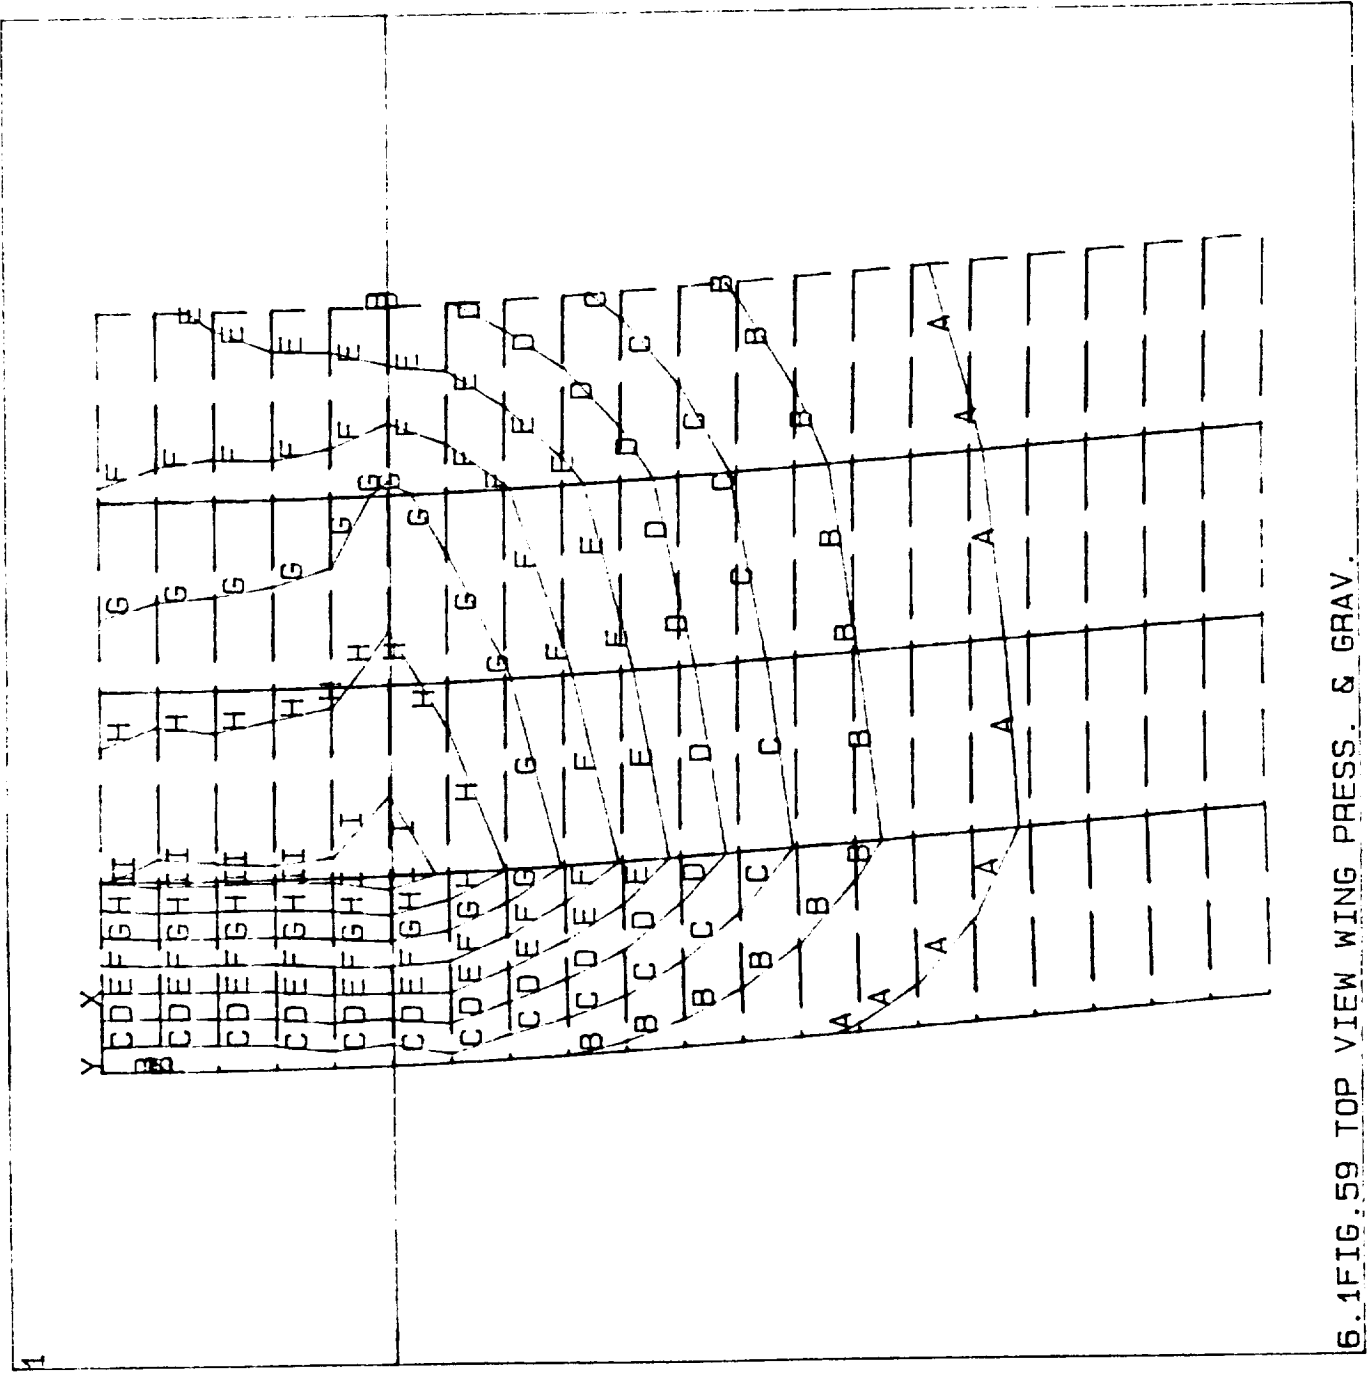 1
Y X
B
C D E F G H I I H G F
C D E F G H I I H G F E
C D E F G H I I H G F E
C D E F G H I I H G F E
C D E F G H I I H H G G F E B
C D E F G H I I H H G G F E
C D E F G H H G F E D
C D E F G G G F F E D
B C D E F F F E E D C
B C D E E E D D C
B C D D D C C B
B C C C B
B B B B
A B B B
A A
A A A A
A
6.1FIG.59 TOP VIEW WING PRESS. & GRAV.